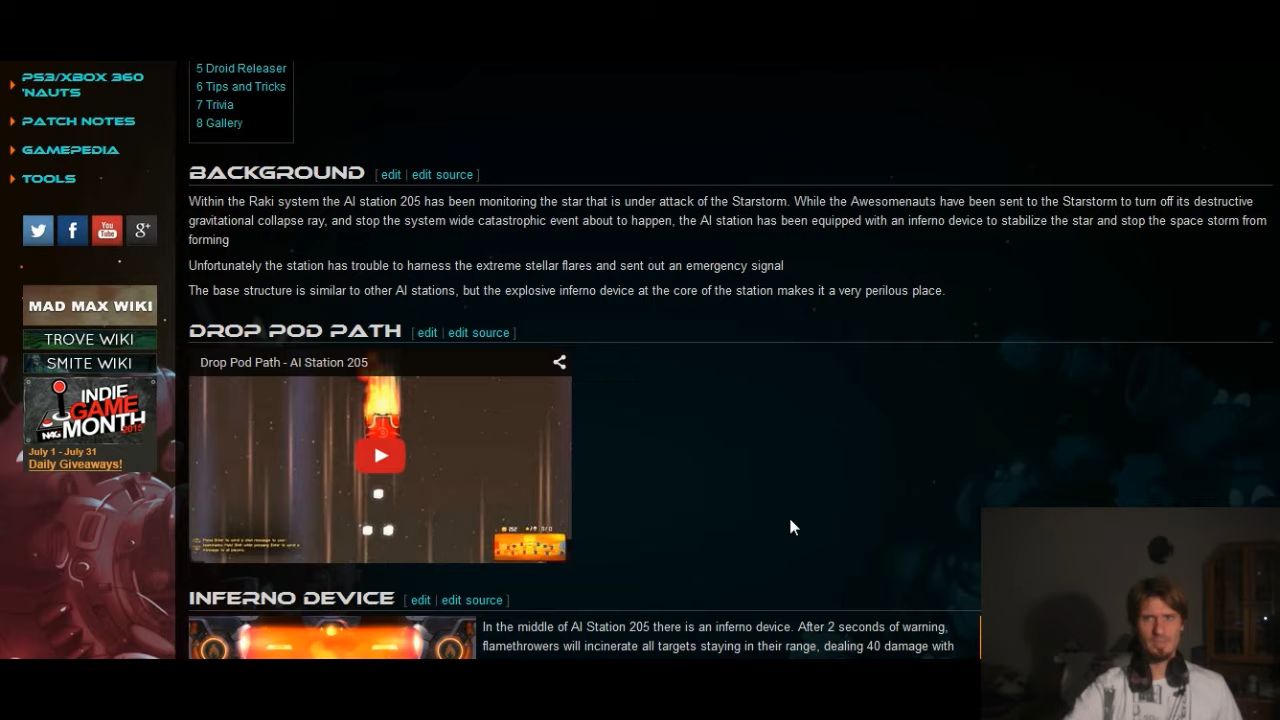 PS3/XBOX 360
'NAUTS
PATCH NOTES
GAMEPEDIA
TOOLS
You
Tube
g+
MAD MAX WIKI
TROVE WIKI
SMITE WIKI
INDIE
GAME
NAG MONTH
2015
July 1 - July 31
Daily Giveaways!
5 Droid Releaser
6 Tips and Tricks
7 Trivia
8 Gallery
BACKGROUND [ edit | edit source ]
Within the Raki system the AI station 205 has been monitoring the star that is under attack of the Starstorm. While the Awesomenauts have been sent to the Starstorm to turn off its destructive
gravitational collapse ray, and stop the system wide catastrophic event about to happen, the AI station has been equipped with an inferno device to stabilize the star and stop the space storm from
forming
Unfortunately the station has trouble to harness the extreme stellar flares and sent out an emergency signal
The base structure is similar to other AI stations, but the explosive inferno device at the core of the station makes it a very perilous place.
DROP POD PATH [ edit | edit source ]
Drop Pod Path - AI Station 205
INFERNO DEVICE [ edit | edit source ]
In the middle of AI Station 205 there is an inferno device. After 2 seconds of warning,
flamethrowers will incinerate all targets staying in their range, dealing 40 damage with